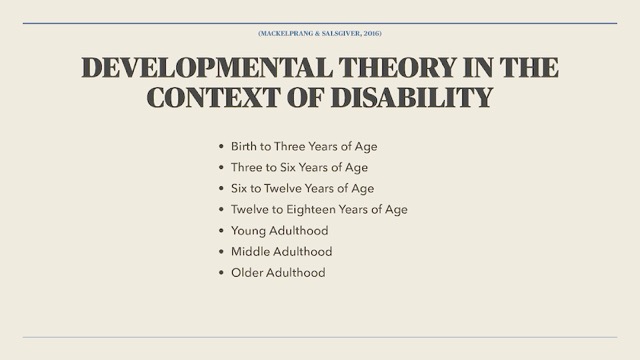 (MACKELPRANG & SALSGIVER, 2016)
DEVELOPMENTAL THEORY IN THE
CONTEXT OF DISABILITY
• Birth to Three Years of Age
• Three to Six Years of Age
• Six to Twelve Years of Age
• Twelve to Eighteen Years of Age
• Young Adulthood
• Middle Adulthood
• Older Adulthood